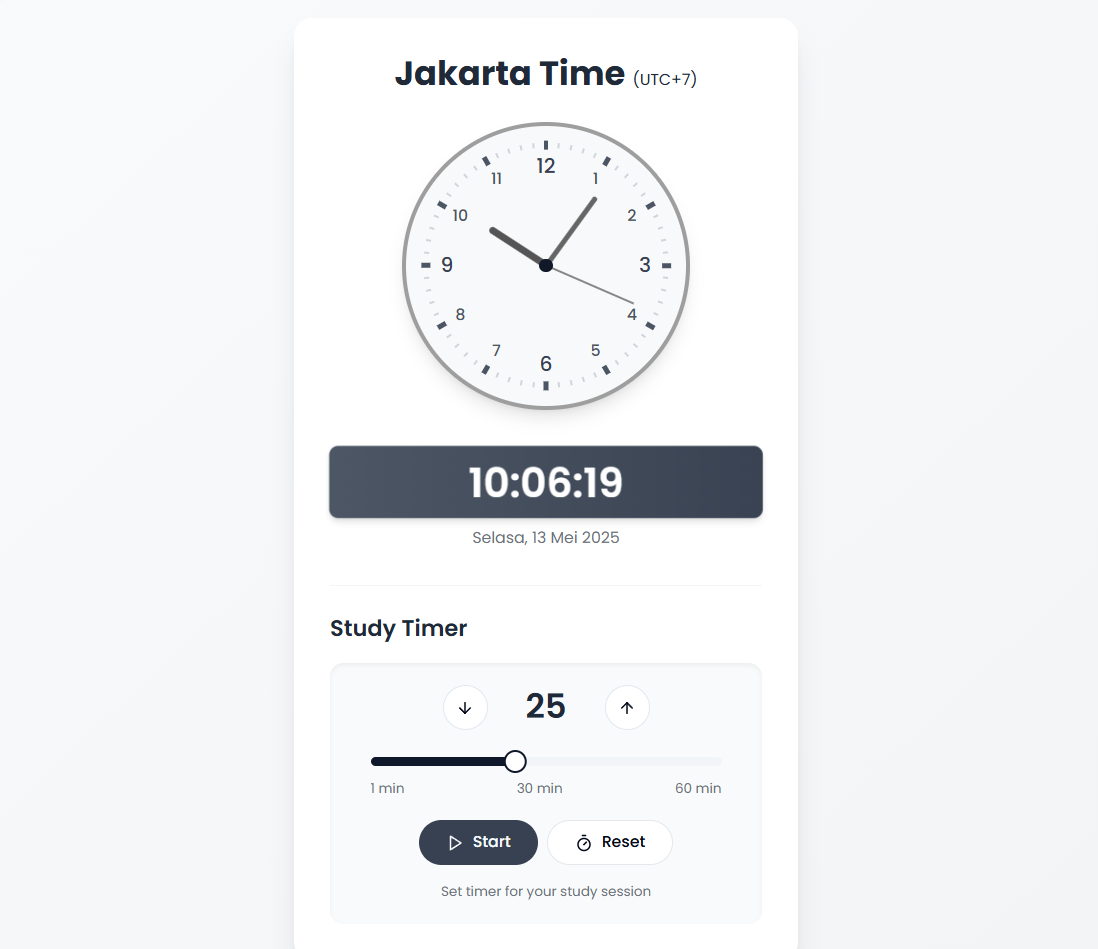 Jakarta Time (UTC+7)
12
11 1
10 2
9 3
8 4
7 5
6
10:06:19
Selasa, 13 Mei 2025
Study Timer
25
1 min 30 min 60 min
Start Reset
Set timer for your study session